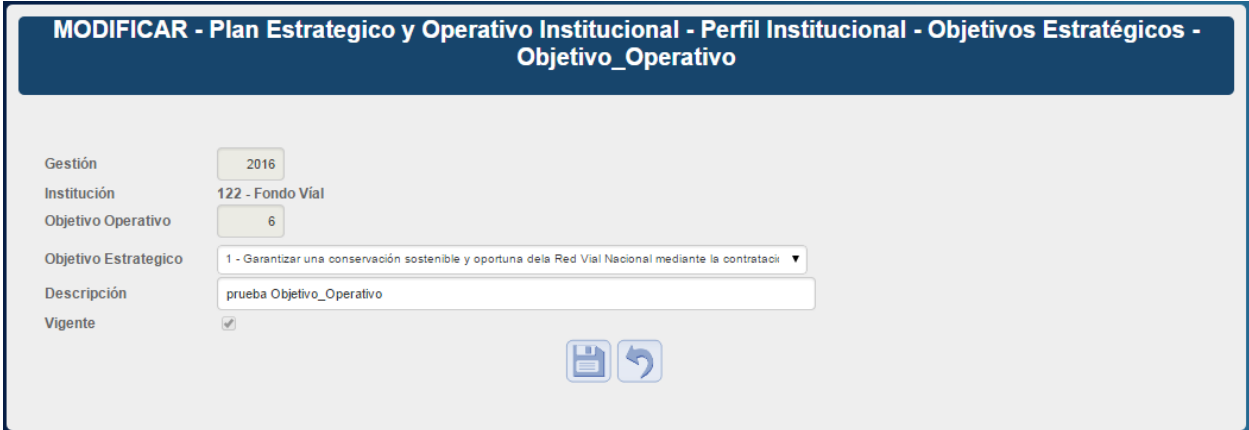 MODIFICAR - Plan Estrategico y Operativo Institucional - Perfil Institucional - Objetivos Estratégicos -
Objetivo_Operativo
Gestión 2016
Institución 122 - Fondo Víal
Objetivo Operativo 6
Objetivo Estrategico 1 - Garantizar una conservación sostenible y oportuna dela Red Vial Nacional mediante la
Descripción prueba Objetivo_Operativo
Vigente